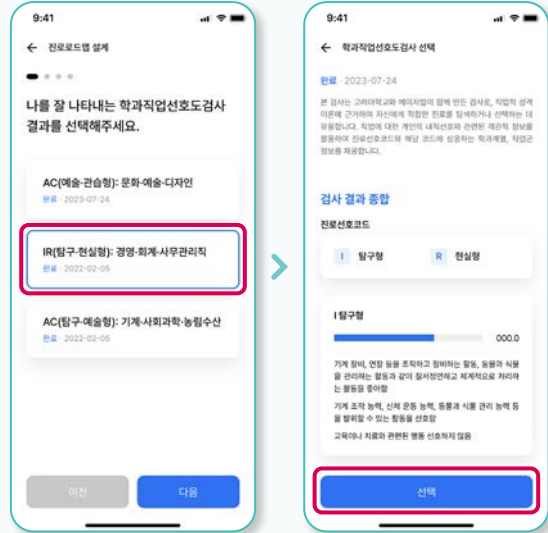 9:41
진로로드맵 설계
나를 잘 나타내는 학과직업선호도검사
결과를 선택해주세요.
AC(예술·관습형): 문화·예술·디자인
완료 · 2023-07-24
IR(탐구·현실형): 경영·회계·사무관리직
완료 · 2022-02-05
AC(탐구·예술형): 기계·사회과학·농림수산
완료 · 2022-02-05
이전
다음
9:41
학과직업선호도검사 선택
완료 · 2023-07-24
본 검사는 고려대학교와 에이저업이 함께 만든 검사로, 직업적 성격
이론에 근거하여 자신에게 적합한 진로를 탐색하거나 선택하는 데
유용합니다. 직업에 대한 개인의 내적선호와 관련된 객관적 정보를
활용하여 진로선호코드와 해당 코드에 상응하는 학과계열, 직업군
정보를 제공합니다.
검사 결과 종합
진로선호코드
I 탐구형 R 현실형
I 탐구형
000.0
기계 장비, 연장 등을 조작하고 정비하는 활동, 동물과 식물
을 관리하는 활동과 같이 질서정연하고 체계적으로 처리하
는 활동을 좋아함
기계 조작 능력, 신체 운동 능력, 동물과 식물 관리 능력 등
을 발휘할 수 있는 활동을 선호함
교육이나 치료와 관련된 행동 선호하지 않음
선택